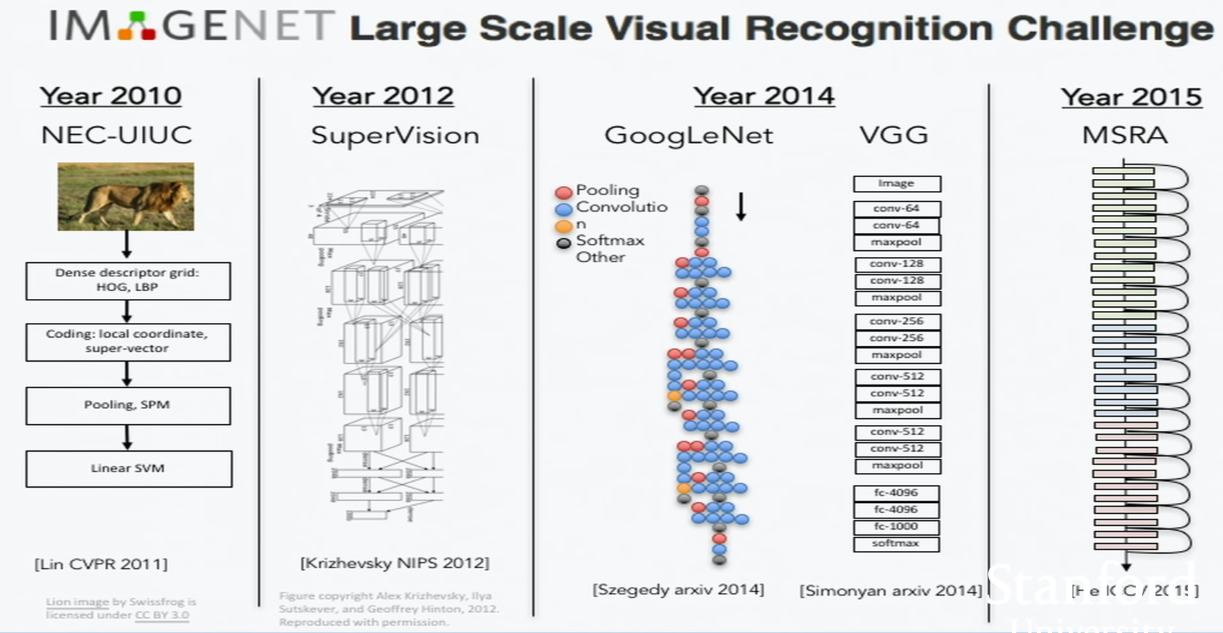 IMAGENET Large Scale Visual Recognition Challenge
Year 2010
NEC-UIUC
Dense descriptor grid:
HOG, LBP
Coding: local coordinate,
super-vector
Pooling, SPM
Linear SVM
[Lin CVPR 2011]
Lion image by Swissfrog is
licensed under CC BY 3.0
Year 2012
SuperVision
[Krizhevsky NIPS 2012]
Figure copyright Alex Krizhevsky, Ilya
Sutskever, and Geoffrey Hinton, 2012.
Reproduced with permission.
Year 2014
GoogLeNet
Pooling
Convolutio
n
Softmax
Other
[Szegedy arxiv 2014]
VGG
Image
conv-64
conv-64
maxpool
conv-128
conv-128
maxpool
conv-256
conv-256
maxpool
conv-512
conv-512
maxpool
conv-512
conv-512
maxpool
fc-4096
fc-4096
fc-1000
softmax
[Simonyan arxiv 2014]
Year 2015
MSRA
[He ICCV 2015]
Stanford
University